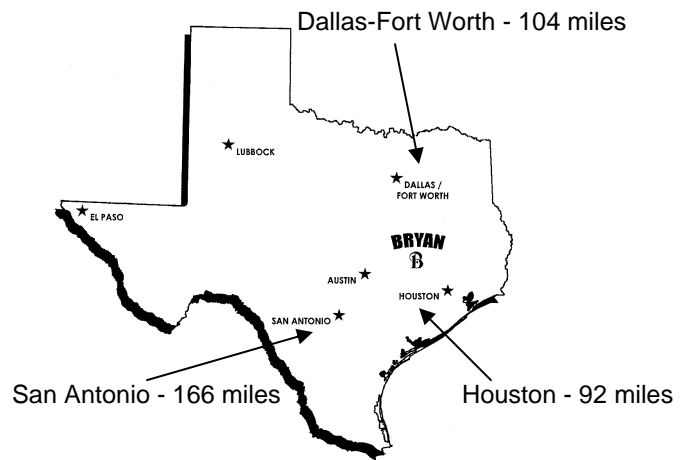 Dallas-Fort Worth - 104 miles
LUBBOCK
DALLAS /
FORT WORTH
EL PASO
BRYAN
B
AUSTIN
HOUSTON
SAN ANTONIO
San Antonio - 166 miles
Houston - 92 miles